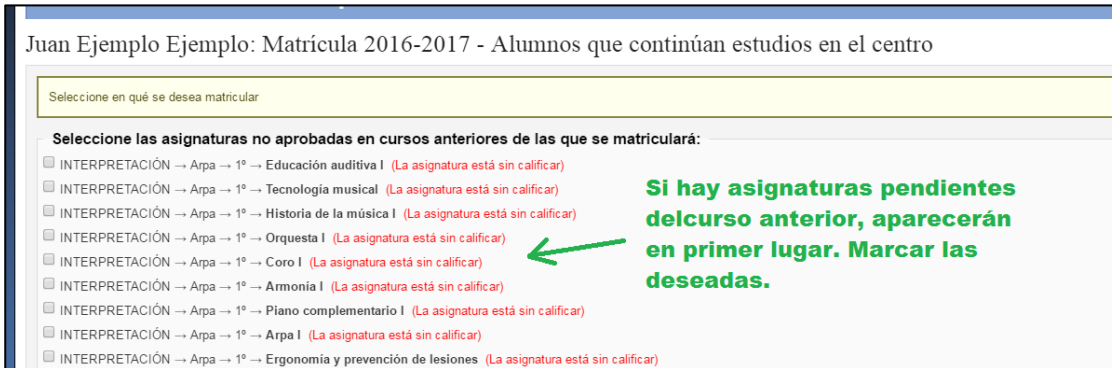 Juan Ejemplo Ejemplo: Matrícula 2016-2017 - Alumnos que continúan estudios en el centro
Seleccione en qué se desea matricular
Seleccione las asignaturas no aprobadas en cursos anteriores de las que se matriculará:
INTERPRETACIÓN → Arpa → 1º → Educación auditiva I (La asignatura está sin calificar)
INTERPRETACIÓN → Arpa → 1º → Tecnología musical (La asignatura está sin calificar)
INTERPRETACIÓN → Arpa → 1º → Historia de la música I (La asignatura está sin calificar)
INTERPRETACIÓN → Arpa → 1º → Orquesta I (La asignatura está sin calificar)
INTERPRETACIÓN → Arpa → 1º → Coro I (La asignatura está sin calificar)
INTERPRETACIÓN → Arpa → 1º → Armonía I (La asignatura está sin calificar)
INTERPRETACIÓN → Arpa → 1º → Piano complementario I (La asignatura está sin calificar)
INTERPRETACIÓN → Arpa → 1º → Arpa I (La asignatura está sin calificar)
INTERPRETACIÓN → Arpa → 1º → Ergonomía y prevención de lesiones (La asignatura está sin calificar)
Si hay asignaturas pendientes
delcurso anterior, aparecerán
en primer lugar. Marcar las
deseadas.